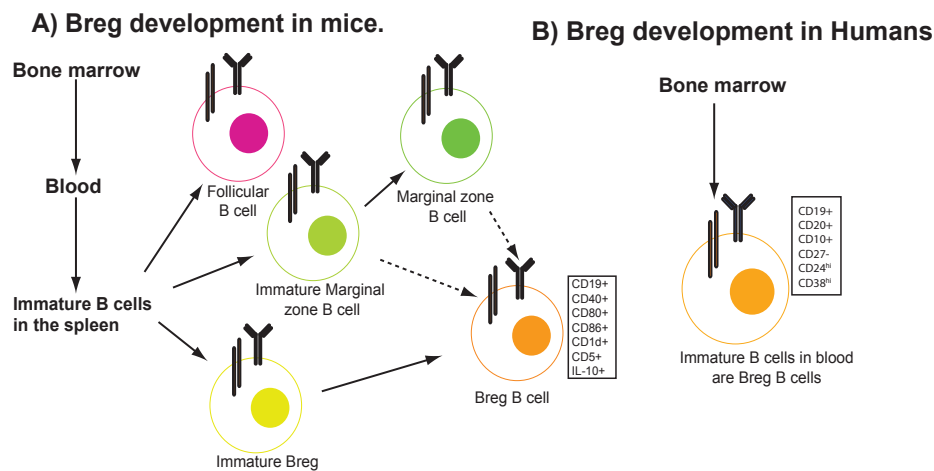 A) Breg development in mice.
Bone marrow
Blood
Immature B cells
in the spleen
Follicular
B cell
Immature Marginal
zone B cell
Marginal zone
B cell
Immature Breg
Breg B cell
CD19+
CD40+
CD80+
CD86+
CD1d+
CD5+
IL-10+
B) Breg development in Humans
Bone marrow
CD19+
CD20+
CD10+
CD27-
CD24hi
CD38hi
Immature B cells in blood
are Breg B cells